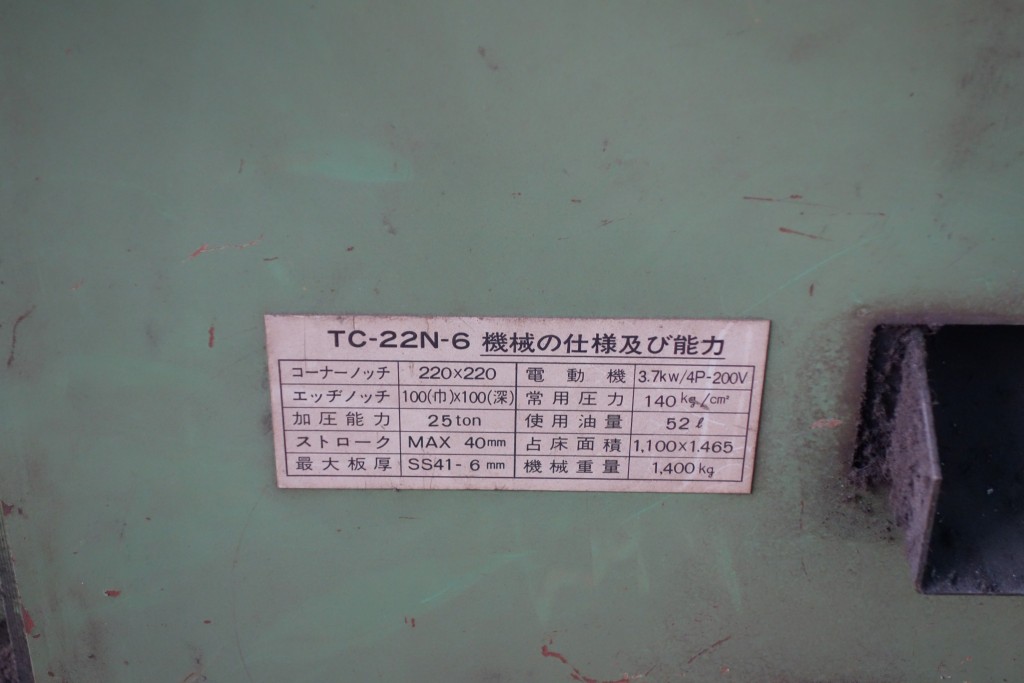 TC-22N-6 機械の仕様及び能力
コーナーノッチ 220×220 電動機 3.7kw/4P-200V
エッヂノッチ 100(巾)×100(深) 常用圧力 140kg/cm²
加圧能力 25ton 使用油量 52ℓ
ストローク MAX 40mm 占床面積 1,100×1.465
最大板厚 SS41-6mm 機械重量 1,400kg